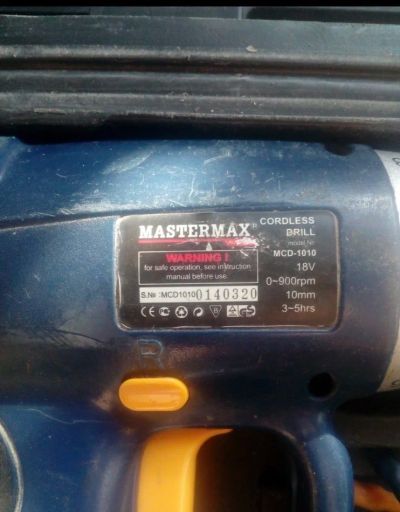 MASTERMAX®
CORDLESS
DRILL
model Nr
MCD-1010
18V
0~900rpm
10mm
3~5hrs
WARNING !
for safe operation, see instruction
manual before use.
S.Nº :MCD1010 0140320
R